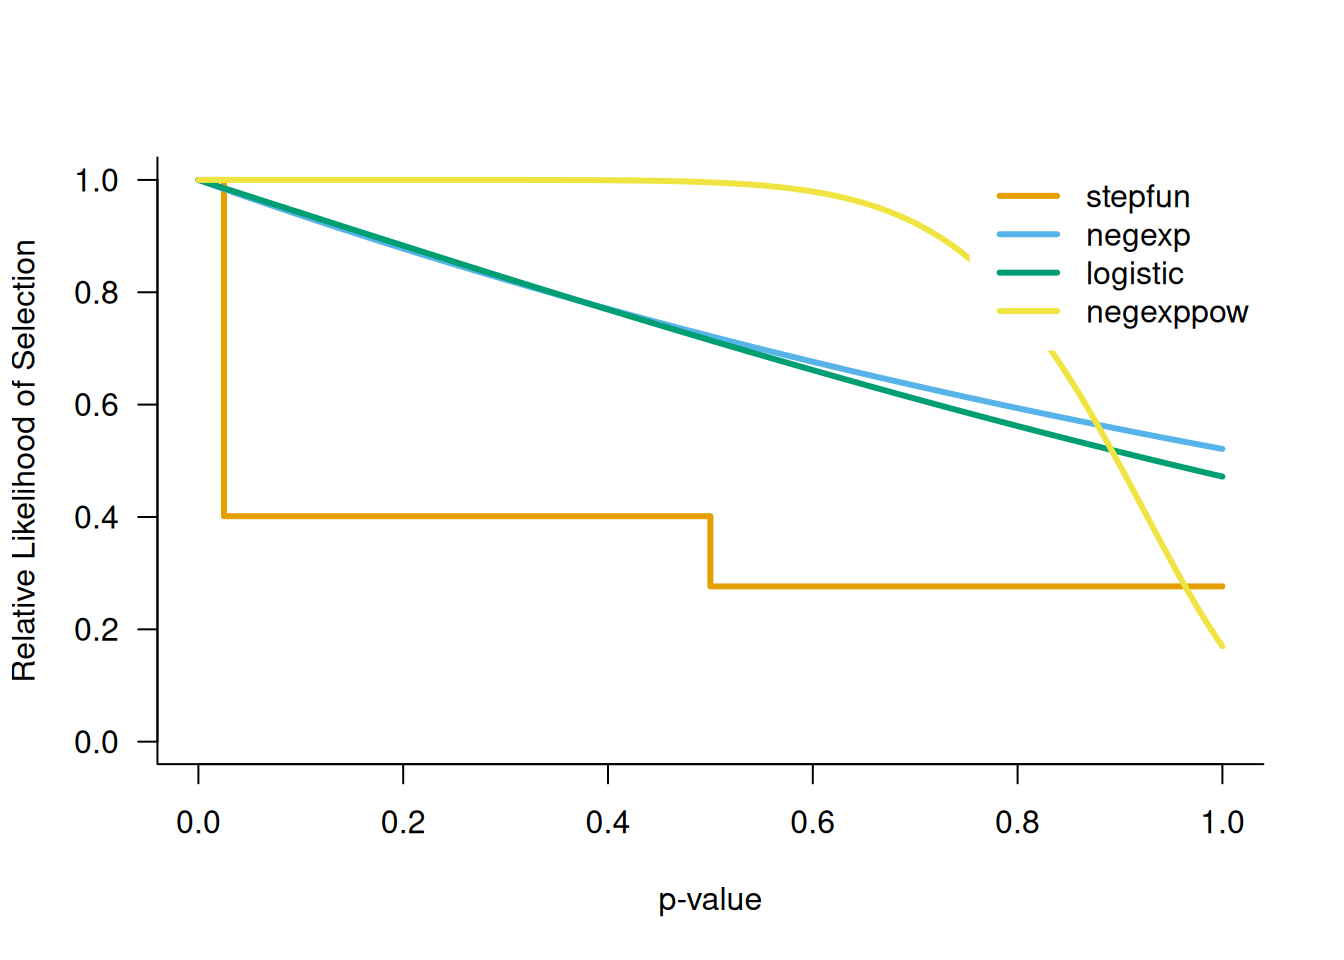 1.0
0.8
0.6
0.4
0.2
0.0
Relative Likelihood of Selection
stepfun
negexp
logistic
negexppow
0.0 0.2 0.4 0.6 0.8 1.0
p-value